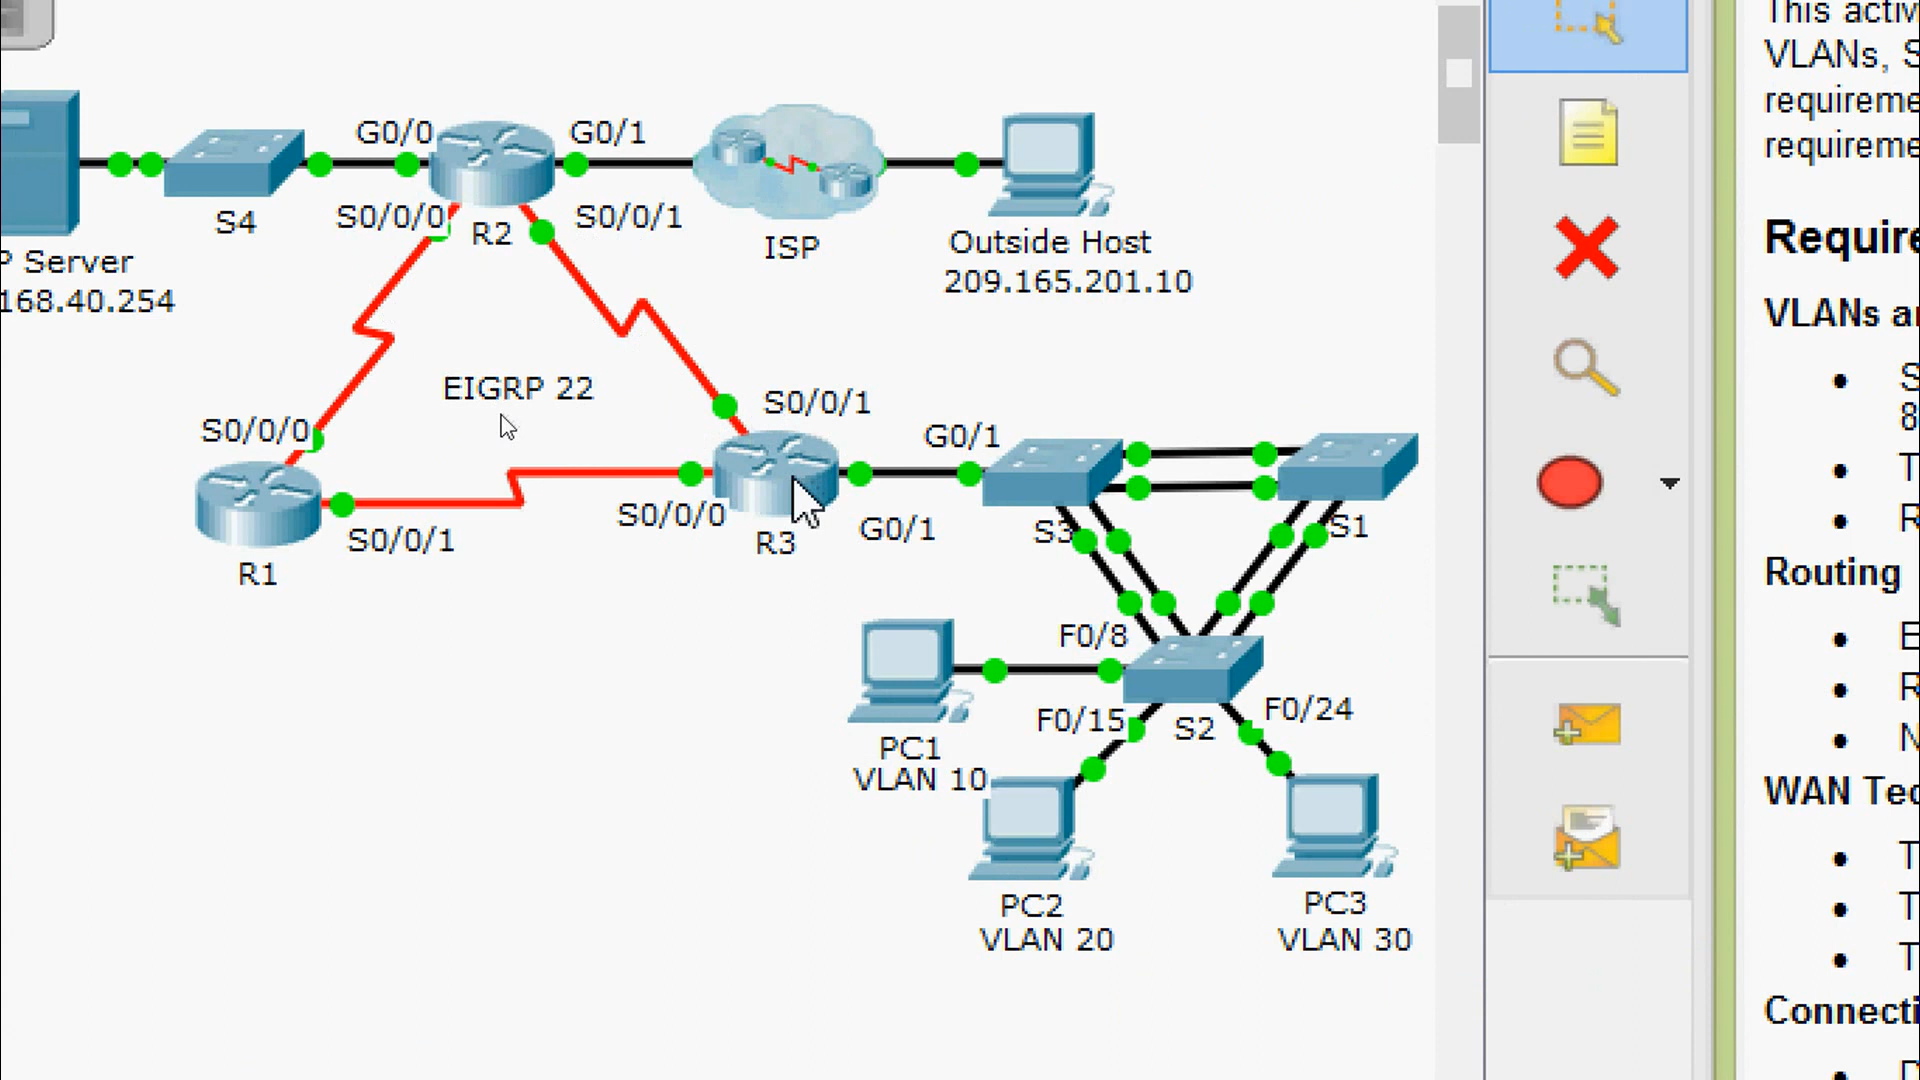 G0/0
G0/1
S4
S0/0/0
R2
S0/0/1
ISP
Outside Host
209.165.201.10
P Server
168.40.254
EIGRP 22
S0/0/1
S0/0/0
G0/1
R1
S0/0/1
S0/0/0
R3
G0/1
S3
S1
F0/8
PC1
VLAN 10
F0/15
S2
F0/24
PC2
VLAN 20
PC3
VLAN 30
This activ
VLANs, S
requireme
requireme
Require
VLANs a
S
8
T
R
Routing
E
R
N
WAN Tec
T
T
T
Connecti